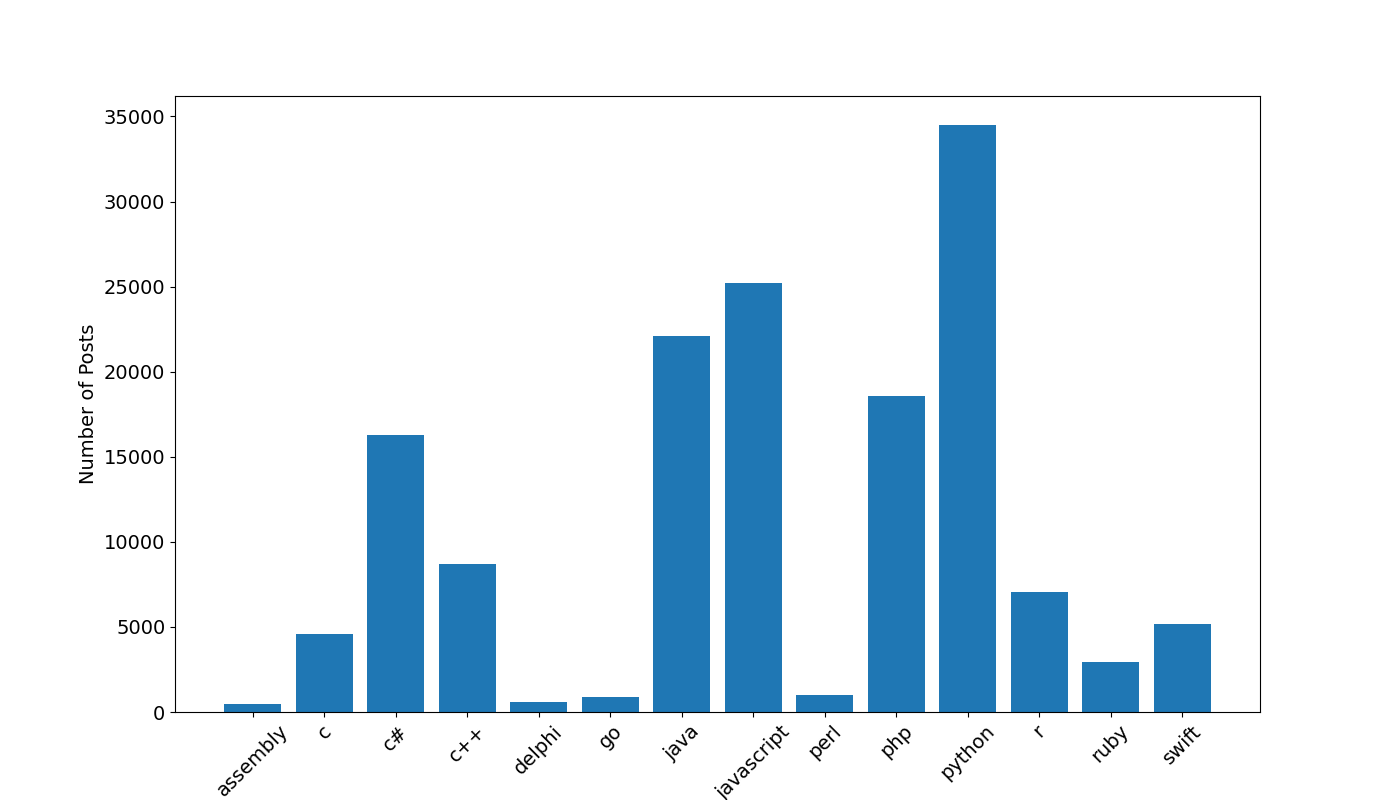 35000
30000
25000
20000
15000
10000
5000
0
Number of Posts
assembly
c
c#
c++
delphi
go
java
javascript
perl
php
python
r
ruby
swift